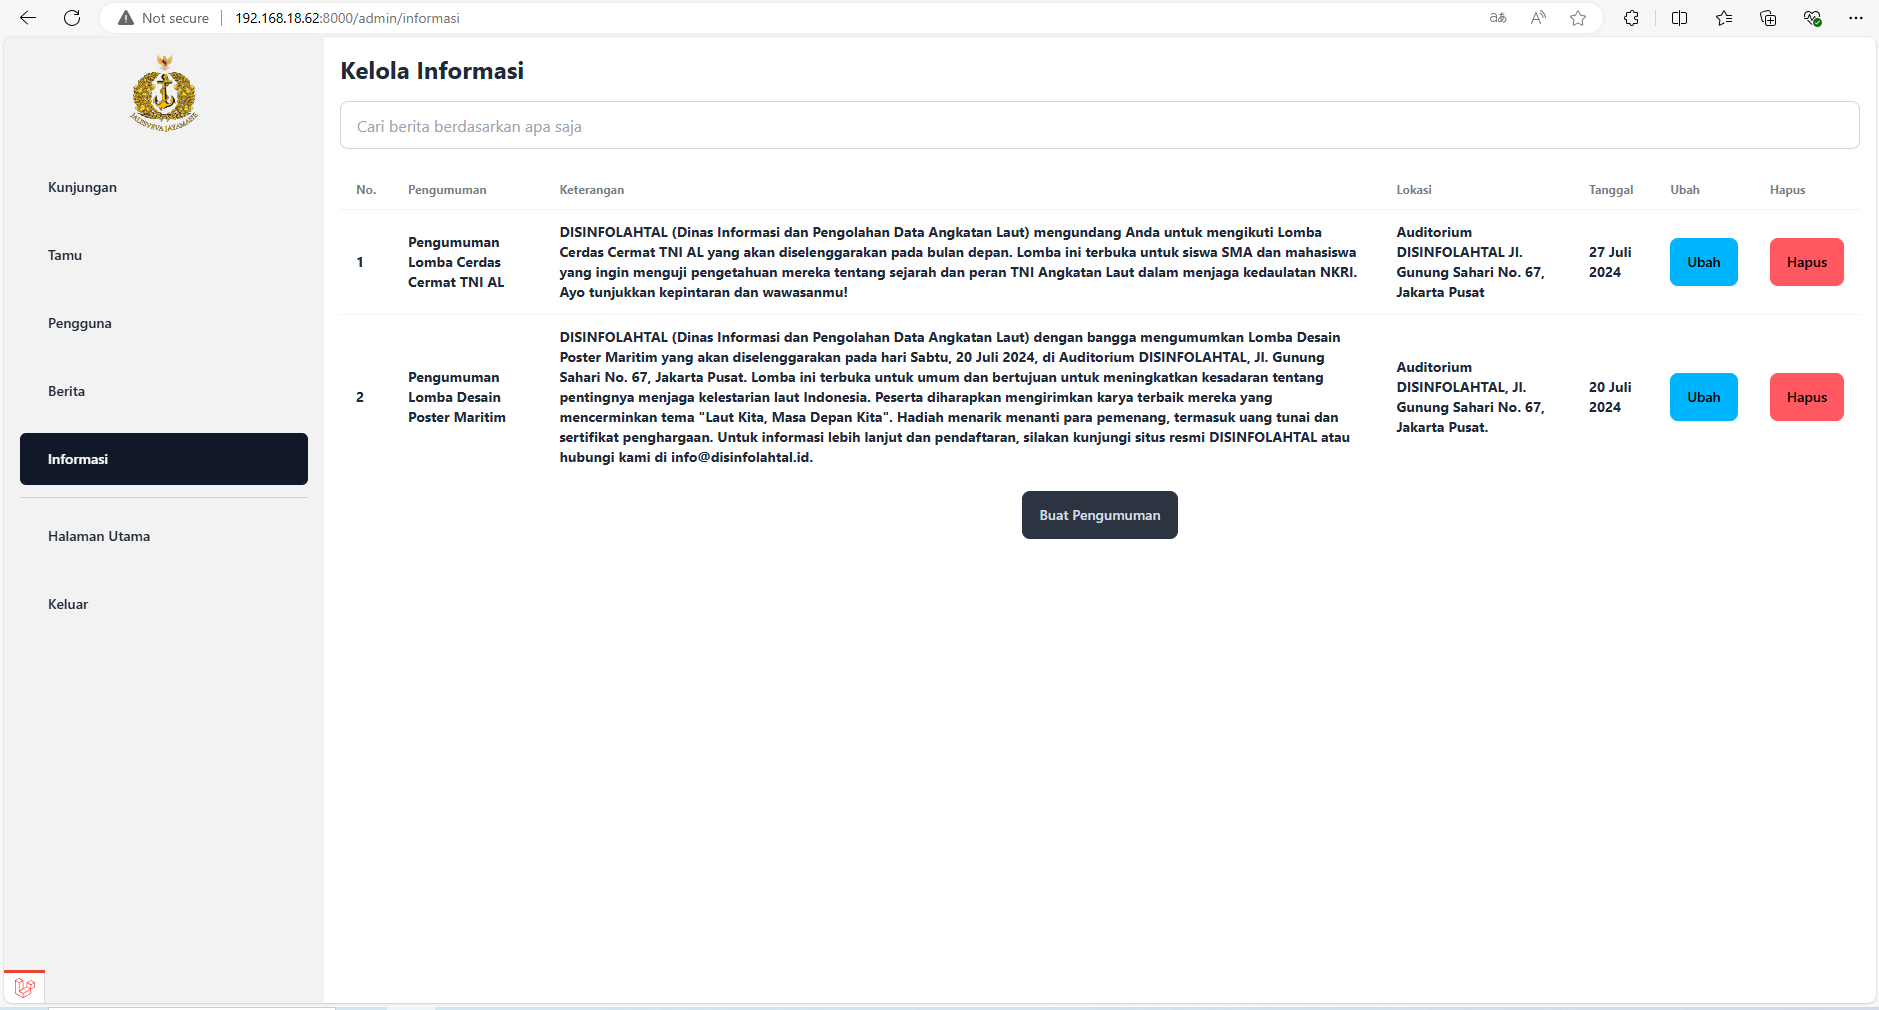 Not secure
192.168.18.62:8000/admin/informasi
JALESVEVA JAYAMAHE
Kunjungan
Tamu
Pengguna
Berita
Informasi
Halaman Utama
Keluar
Kelola Informasi
Cari berita berdasarkan apa saja
No. Pengumuman Keterangan Lokasi Tanggal Ubah Hapus
1
Pengumuman
Lomba Cerdas
Cermat TNI AL
DISINFOLAHTAL (Dinas Informasi dan Pengolahan Data Angkatan Laut) mengundang Anda untuk mengikuti Lomba
Cerdas Cermat TNI AL yang akan diselenggarakan pada bulan depan. Lomba ini terbuka untuk siswa SMA dan mahasiswa
yang ingin menguji pengetahuan mereka tentang sejarah dan peran TNI Angkatan Laut dalam menjaga kedaulatan NKRI.
Ayo tunjukkan kepintaran dan wawasanmu!
Auditorium
DISINFOLAHTAL Jl.
Gunung Sahari No. 67,
Jakarta Pusat
27 Juli
2024
Ubah
Hapus
2
Pengumuman
Lomba Desain
Poster Maritim
DISINFOLAHTAL (Dinas Informasi dan Pengolahan Data Angkatan Laut) dengan bangga mengumumkan Lomba Desain
Poster Maritim yang akan diselenggarakan pada hari Sabtu, 20 Juli 2024, di Auditorium DISINFOLAHTAL, Jl. Gunung
Sahari No. 67, Jakarta Pusat. Lomba ini terbuka untuk umum dan bertujuan untuk meningkatkan kesadaran tentang
pentingnya menjaga kelestarian laut Indonesia. Peserta diharapkan mengirimkan karya terbaik mereka yang
mencerminkan tema "Laut Kita, Masa Depan Kita". Hadiah menarik menanti para pemenang, termasuk uang tunai dan
sertifikat penghargaan. Untuk informasi lebih lanjut dan pendaftaran, silakan kunjungi situs resmi DISINFOLAHTAL atau
hubungi kami di info@disinfolahtal.id.
Auditorium
DISINFOLAHTAL, Jl.
Gunung Sahari No. 67,
Jakarta Pusat.
20 Juli
2024
Ubah
Hapus
Buat Pengumuman